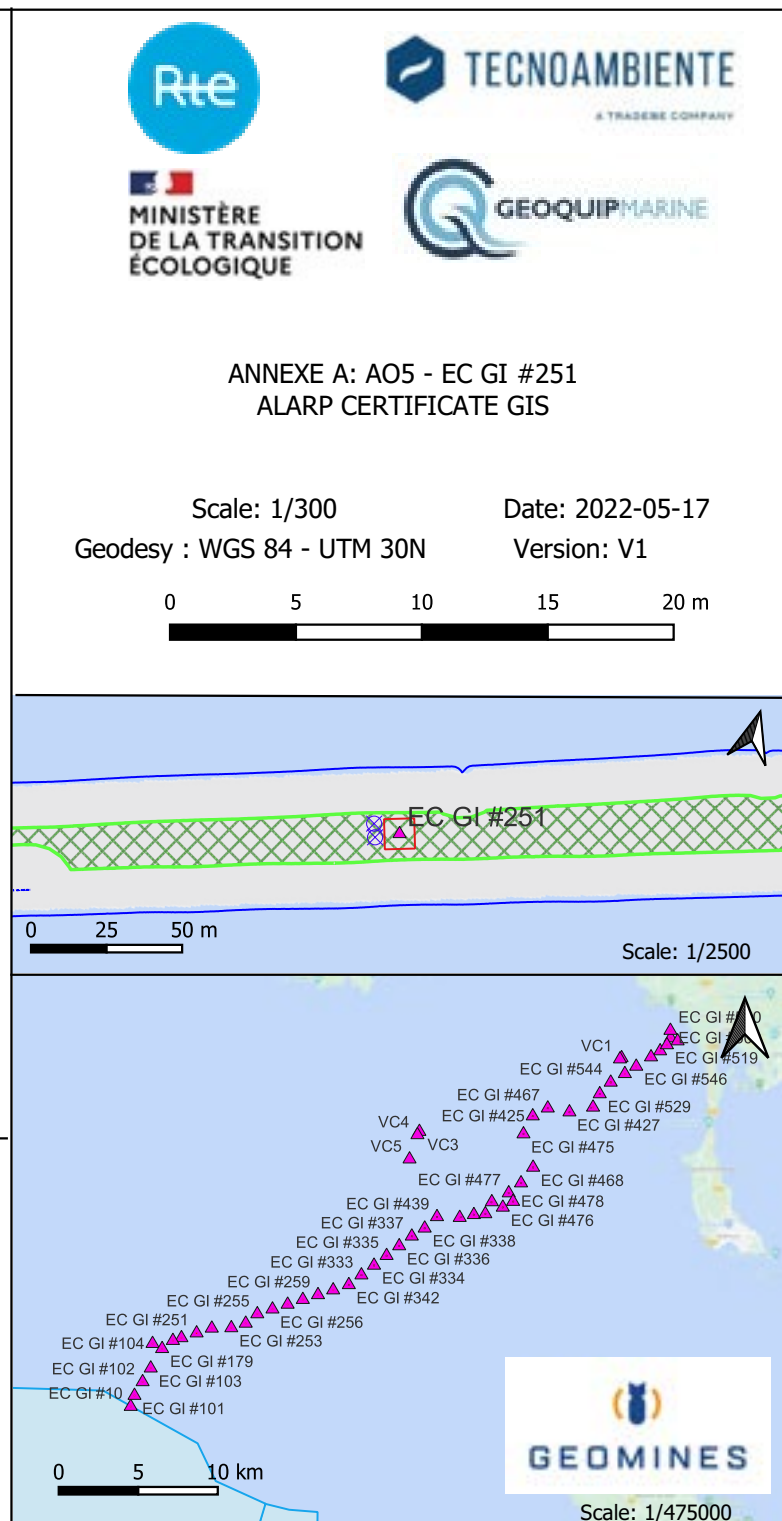 Rte
TECNOAMBIENTE
A TRADEBE COMPANY
MINISTÈRE
DE LA TRANSITION
ÉCOLOGIQUE
GEOQUIPMARINE
ANNEXE A: AO5 - EC GI #251
ALARP CERTIFICATE GIS
Scale: 1/300
Date: 2022-05-17
Geodesy : WGS 84 - UTM 30N
Version: V1
0 5 10 15 20 m
EC GI #251
0 25 50 m
Scale: 1/2500
EC GI
EC GI
VC1
EC GI #519
EC GI #544
EC GI #546
EC GI #467
EC GI #529
EC GI #425
EC GI #427
VC4
VC3
EC GI #475
VC5
EC GI #477
EC GI #468
EC GI #439
EC GI #478
EC GI #476
EC GI #337
EC GI #338
EC GI #335
EC GI #336
EC GI #333
EC GI #334
EC GI #259
EC GI #342
EC GI #255
EC GI #256
EC GI #251
EC GI #253
EC GI #104
EC GI #179
EC GI #102
EC GI #103
EC GI #10
EC GI #101
0 5 10 km
GEOMINES
Scale: 1/475000